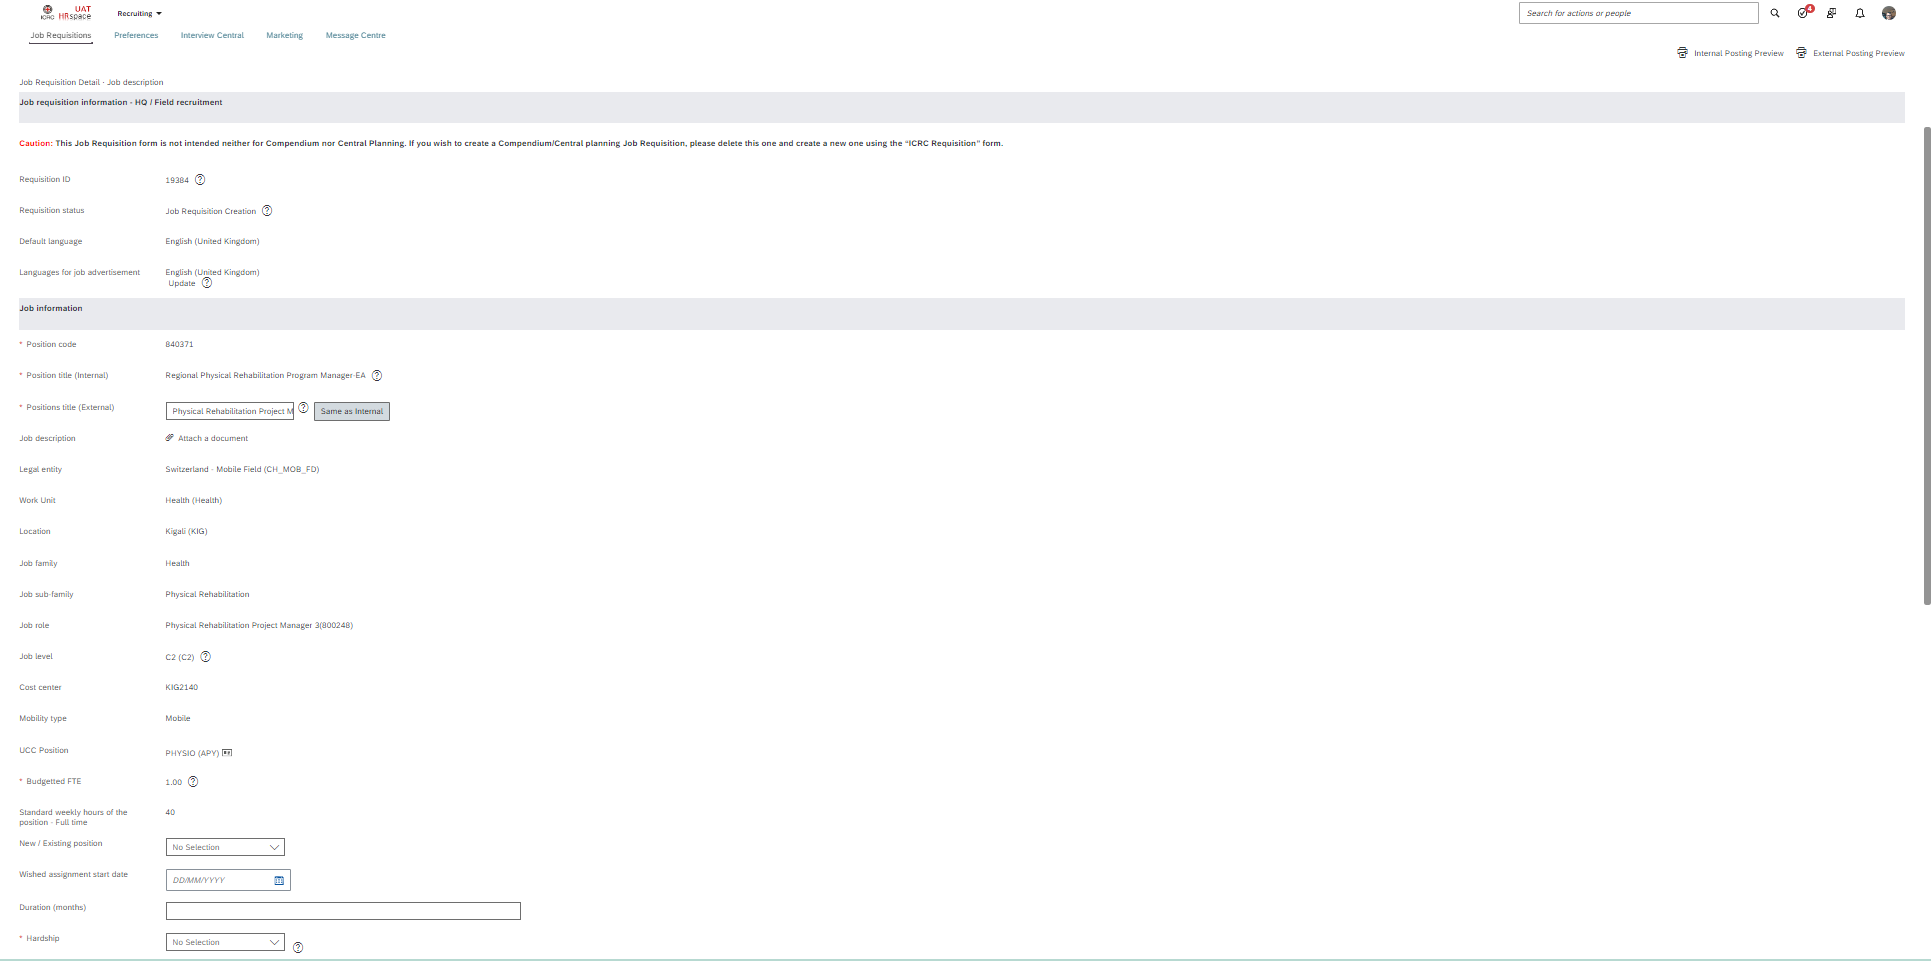 UAT
ICRC HRspace
Recruiting
Search for actions or people
4
Job Requisitions Preferences Interview Central Marketing Message Centre
Internal Posting Preview External Posting Preview
Job Requisition Detail - Job description
Job requisition information - HQ / Field recruitment
Caution: This Job Requisition form is not intended neither for Compendium nor Central Planning. If you wish to create a Compendium/Central planning Job Requisition, please delete this one and create a new one using the “ICRC Requisition” form.
Requisition ID 19384 ?
Requisition status Job Requisition Creation ?
Default language English (United Kingdom)
Languages for job advertisement English (United Kingdom)
Update ?
Job information
* Position code 840371
* Position title (Internal) Regional Physical Rehabilitation Program Manager-EA ?
* Positions title (External) Physical Rehabilitation Project M ? Same as Internal
Job description Attach a document
Legal entity Switzerland - Mobile Field (CH_MOB_FD)
Work Unit Health (Health)
Location Kigali (KIG)
Job family Health
Job sub-family Physical Rehabilitation
Job role Physical Rehabilitation Project Manager 3(800248)
Job level C2 (C2) ?
Cost center KIG2140
Mobility type Mobile
UCC Position PHYSIO (APY)
* Budgetted FTE 1.00 ?
Standard weekly hours of the 40
position - Full time
New / Existing position No Selection
Wished assignment start date DD/MM/YYYY
Duration (months)
* Hardship No Selection ?